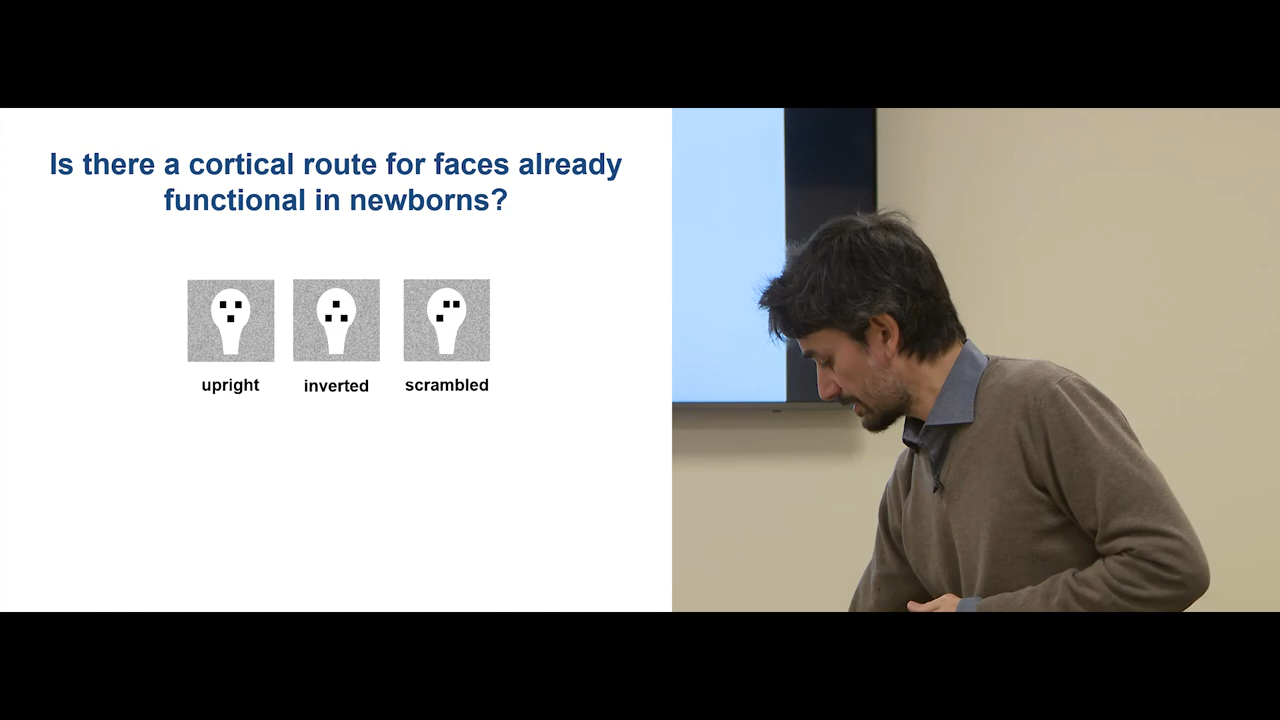 Is there a cortical route for faces already
functional in newborns?
upright inverted scrambled